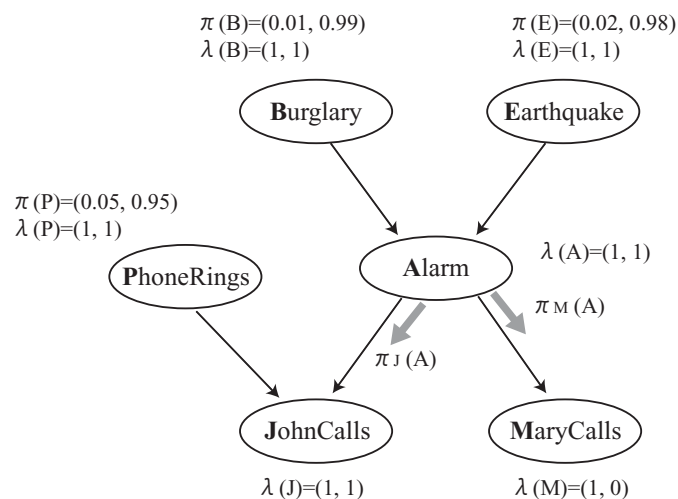 π (B)=(0.01, 0.99)
λ (B)=(1, 1)
π (E)=(0.02, 0.98)
λ (E)=(1, 1)
Burglary
Earthquake
π (P)=(0.05, 0.95)
λ (P)=(1, 1)
PhoneRings
Alarm
λ (A)=(1, 1)
π M (A)
π J (A)
JohnCalls
MaryCalls
λ (J)=(1, 1)
λ (M)=(1, 0)